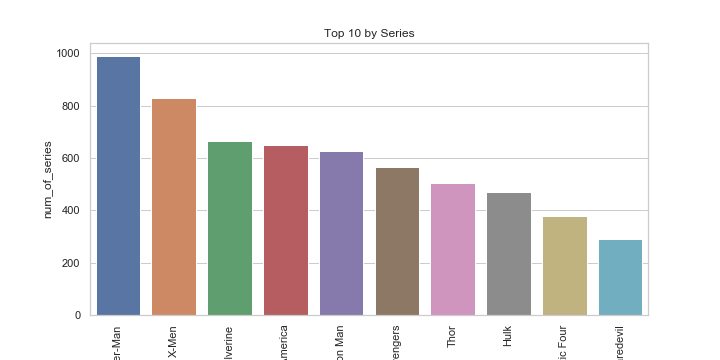 Top 10 by Series
1000
800
600
400
200
0
num_of_series
er-Man
X-Men
lverine
merica
on Man
engers
Thor
Hulk
ic Four
redevil